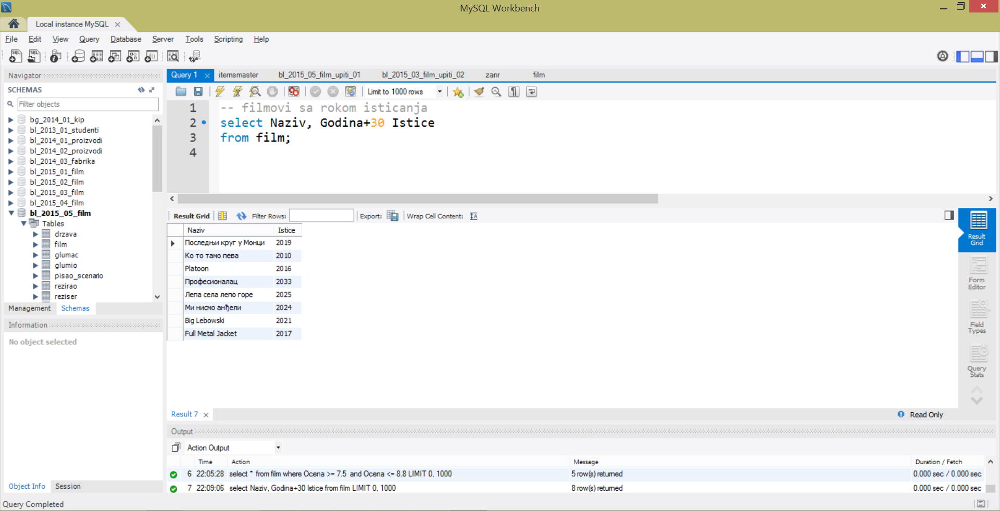 MySQL Workbench
Local instance MySQL
File Edit View Query Database Server Tools Scripting Help
Navigator
SCHEMAS
Filter objects
bg_2014_01_kip
bl_2013_01_studenti
bl_2014_01_proizvodi
bl_2014_02_proizvodi
bl_2014_03_fabrika
bl_2015_01_film
bl_2015_02_film
bl_2015_03_film
bl_2015_04_film
bl_2015_05_film
Tables
drzava
film
glumac
glumio
pisao_scenario
rezirao
reziser
Management Schemas
Information
No object selected
Object Info Session
Query 1 itemsmaster bl_2015_05_film_upiti_01 bl_2015_03_film_upiti_02 zanr film
Limit to 1000 rows
1 -- filmovi sa rokom isticanja
2 select Naziv, Godina+30 Istice
3 from film;
4
Result Grid Filter Rows: Export: Wrap Cell Content:
Naziv Istice
Последњи круг у Монци 2019
Ко то тамо пева 2010
Platoon 2016
Професионалац 2033
Лепа села лепо горе 2025
Ми нисмо анђели 2024
Big Lebowski 2021
Full Metal Jacket 2017
Result
Grid
Form
Editor
Field
Types
Query
Stats
Result 7
Read Only
Output
Action Output
Time Action Message Duration / Fetch
6 22:05:28 select * from film where Ocena >= 7.5 and Ocena <= 8.8 LIMIT 0, 1000 5 row(s) returned 0.000 sec / 0.000 sec
7 22:09:06 select Naziv, Godina+30 Istice from film LIMIT 0, 1000 8 row(s) returned 0.000 sec / 0.000 sec
Query Completed